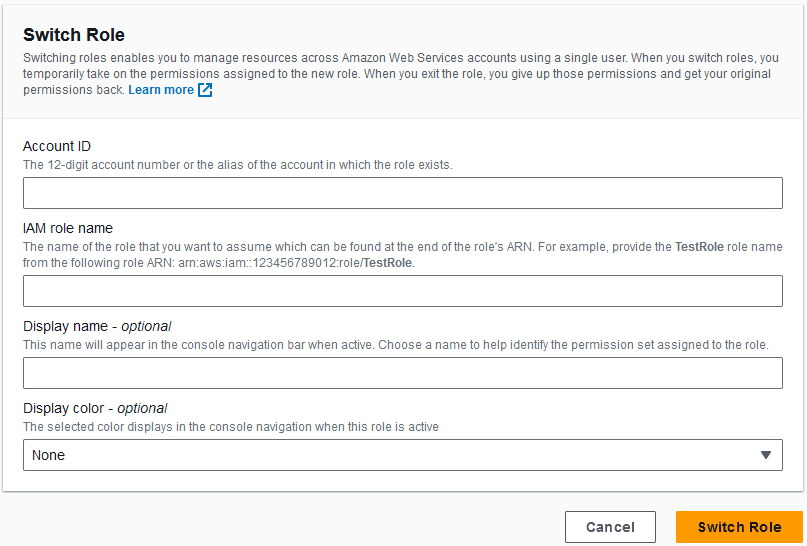 Switch Role
Switching roles enables you to manage resources across Amazon Web Services accounts using a single user. When you switch roles, you
temporarily take on the permissions assigned to the new role. When you exit the role, you give up those permissions and get your original
permissions back. Learn more
Account ID
The 12-digit account number or the alias of the account in which the role exists.
IAM role name
The name of the role that you want to assume which can be found at the end of the role's ARN. For example, provide the TestRole role name
from the following role ARN: arn:aws:iam::123456789012:role/TestRole.
Display name - optional
This name will appear in the console navigation bar when active. Choose a name to help identify the permission set assigned to the role.
Display color - optional
The selected color displays in the console navigation when this role is active
None
Cancel Switch Role